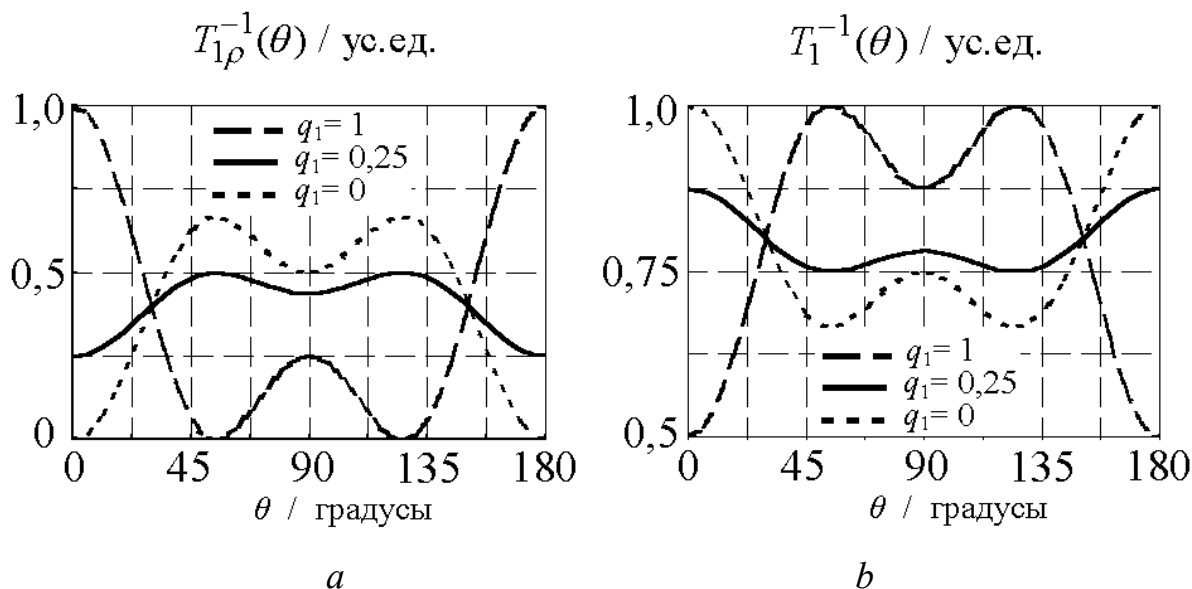 T₁ρ⁻¹(θ) / ус.ед.
1,0
0,5
0
q₁= 1
q₁= 0,25
q₁= 0
0 45 90 135 180
θ / градусы
a
T₁⁻¹(θ) / ус.ед.
1,0
0,75
0,5
q₁= 1
q₁= 0,25
q₁= 0
0 45 90 135 180
θ / градусы
b